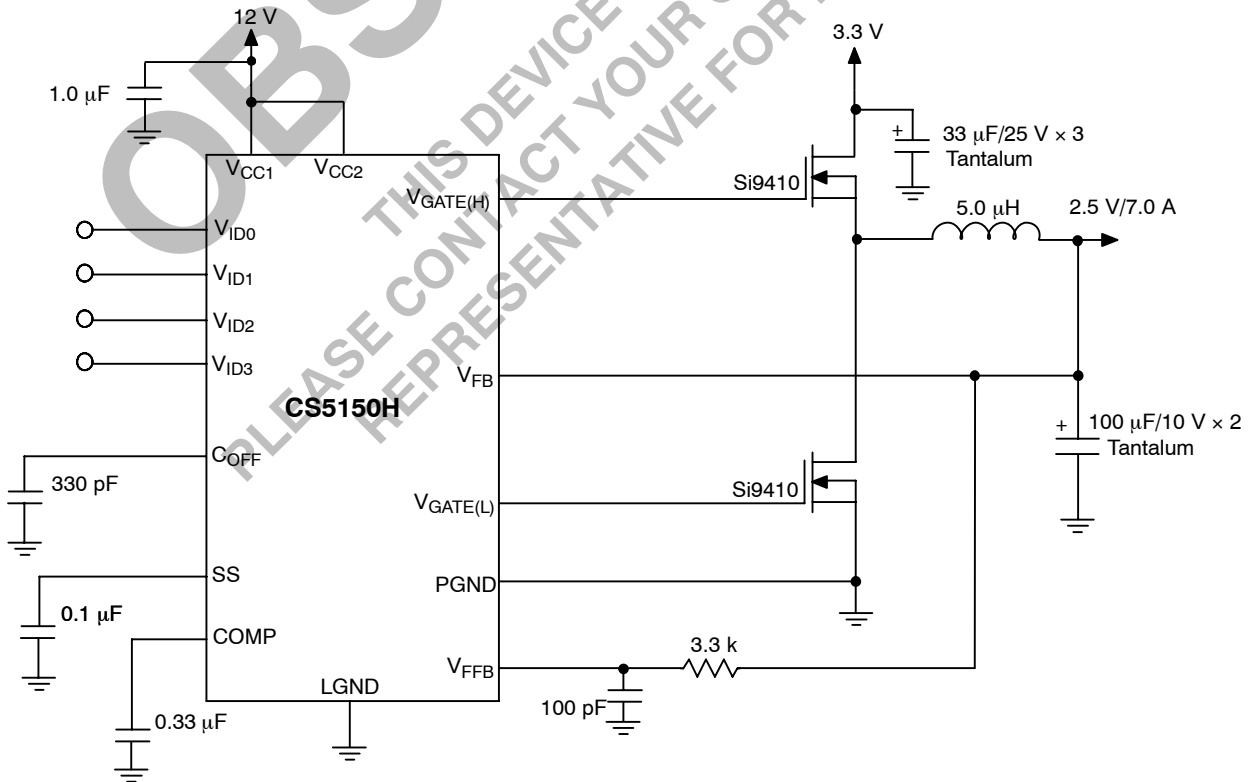 12 V
3.3 V
1.0 μF
33 μF/25 V × 3
Tantalum
VCC1
VCC2
Si9410
VGATE(H)
5.0 μH
2.5 V/7.0 A
VID0
VID1
VID2
VID3
VFB
CS5150H
100 μF/10 V × 2
Tantalum
COFF
330 pF
Si9410
VGATE(L)
SS
PGND
0.1 μF
COMP
3.3 k
VFFB
LGND
100 pF
0.33 μF
OBS
THIS DEVICE
PLEASE CONTACT YOUR
REPRESENTATIVE FOR